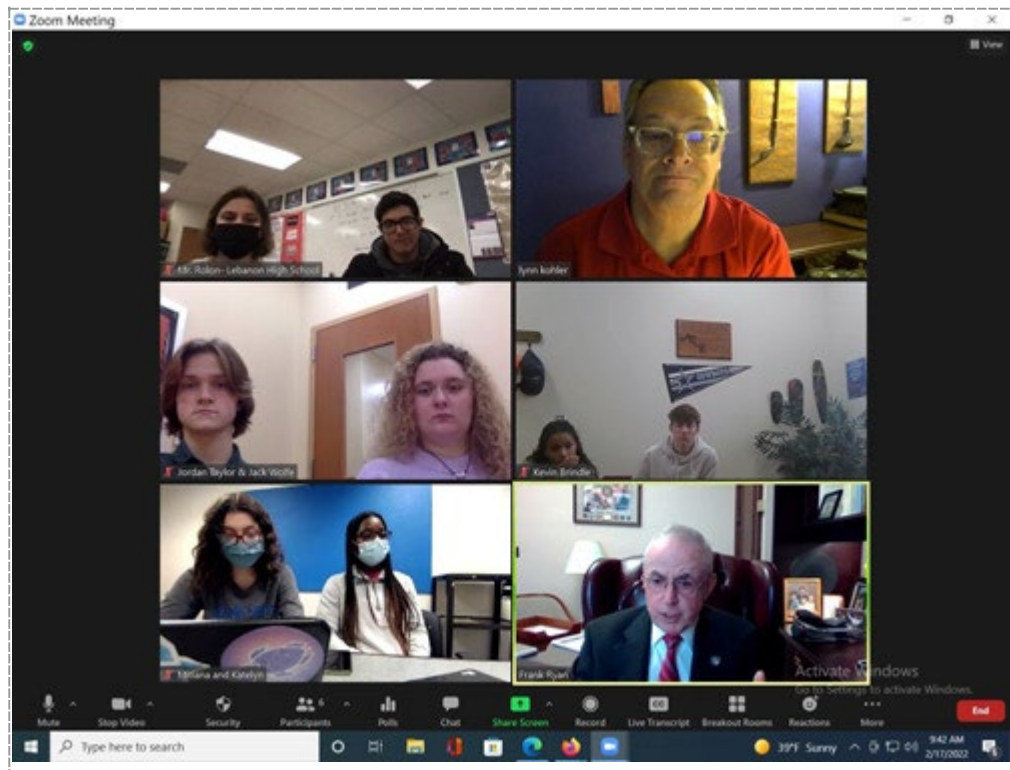 Zoom Meeting
View
Mr. Rolon- Lebanon High School
lynn kohler
Jordan Taylor & Jack Wolfe
Kevin Brindle
and Katelyn
Frank Ryan
Activate Windows
Go to Settings to activate Windows.
Mute
Stop Video
Security
6
Participants
Polls
Chat
Share Screen
Record
CC
Live Transcript
Breakout Rooms
Reactions
More
End
Type here to search
39°F Sunny
9:42 AM
2/17/2022